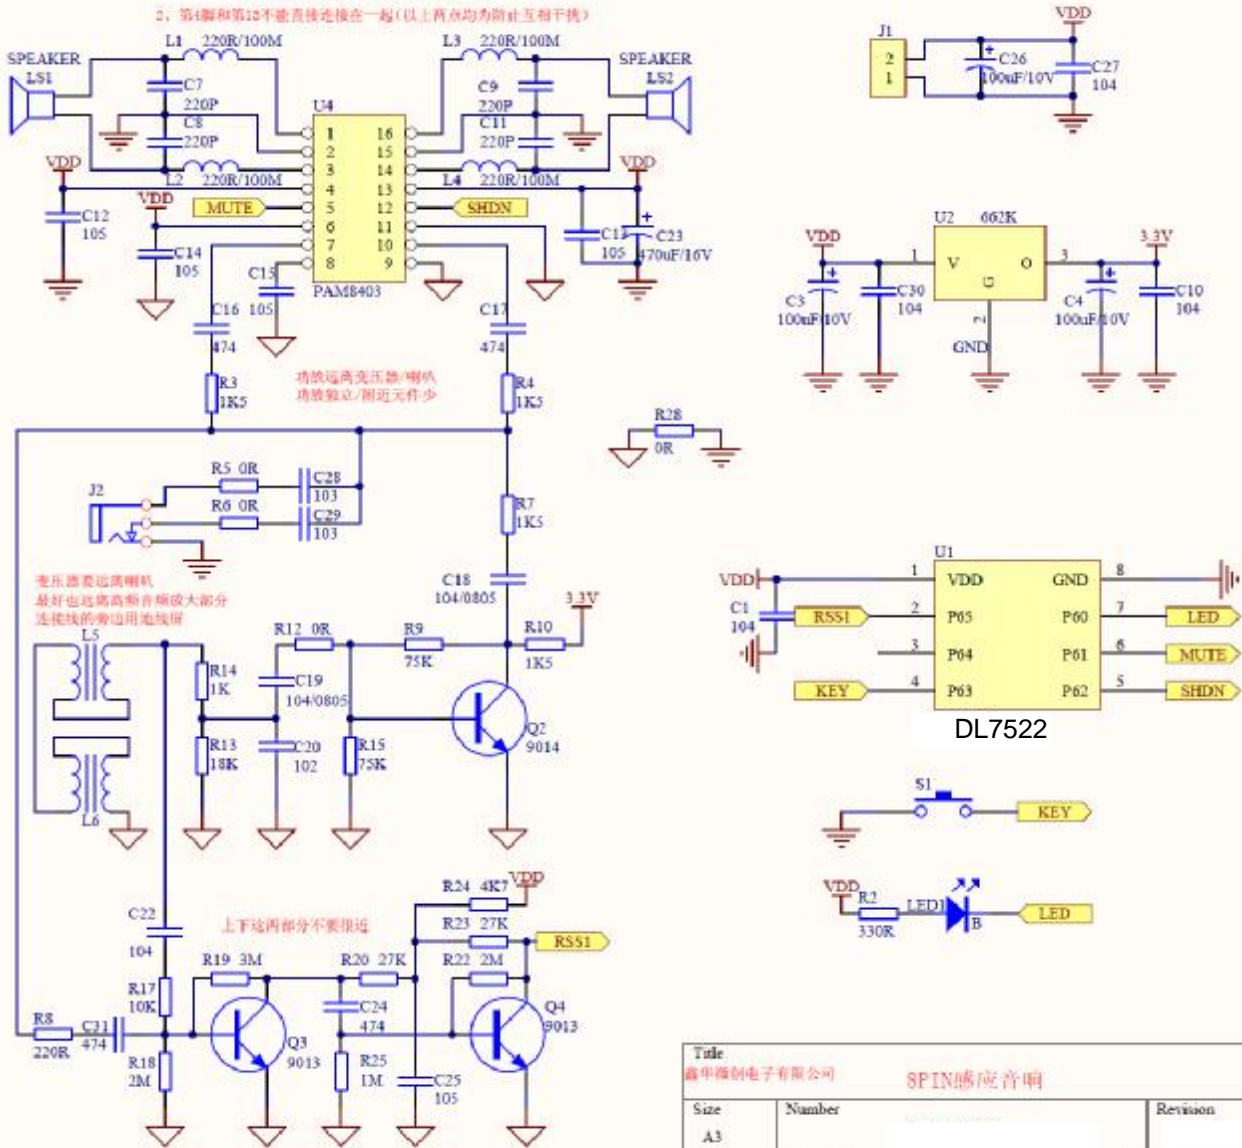 2、第4脚和第13不能直接连接在一起(以上两点均为防止互相干扰)
SPEAKER
LS1
L1 220R/100M
C7
220P
C8
220P
L2 220R/100M
L3 220R/100M
C9
220P
C11
220P
L4 220R/100M
SPEAKER
LS2
U4
1 16
2 15
3 14
4 13
5 12
6 11
7 10
8 9
PAM8403
VDD
C12
105
MUTE
VDD
C14
105
C15
105
C16
474
R3
1K5
SHDN
VDD
C13
105
C23
470uF/16V
C17
474
R4
1K5
功放远离变压器/喇叭
功放独立/附近元件少
J1
2
1
VDD
C26
100uF/10V
C27
104
U2 662K
VDD
1 V O 3
G
2
GND
3.3V
C3
100uF/10V
C30
104
C4
100uF/10V
C10
104
R28
0R
J2
R5 0R
C28
103
R6 0R
C29
103
R7
1K5
C18
104/0805
变压器要远离喇叭
最好也远离高频音频放大部分
连接线的旁边用地线屏
L5
L6
R14
1K
R13
18K
R12 0R
C19
104/0805
C20
102
R9
75K
R15
75K
R10
1K5
3.3V
Q2
9014
U1
VDD
C1
104
RSS1
KEY
1 VDD GND 8
2 P65 P60 7
3 P64 P61 6
4 P63 P62 5
LED
MUTE
SHDN
DL7522
S1
KEY
VDD
R2
330R
LED1
B
LED
C22
104
上下这两部分不要很近
R17
10K
R8
220R
C31
474
R18
2M
R19 3M
Q3
9013
R20 27K
C24
474
R25
1M
R24 4K7
VDD
R23 27K
RSS1
R22 2M
Q4
9013
C25
105
Title
鑫华微创电子有限公司
8PIN感应音响
Size
Number
Revision
A3